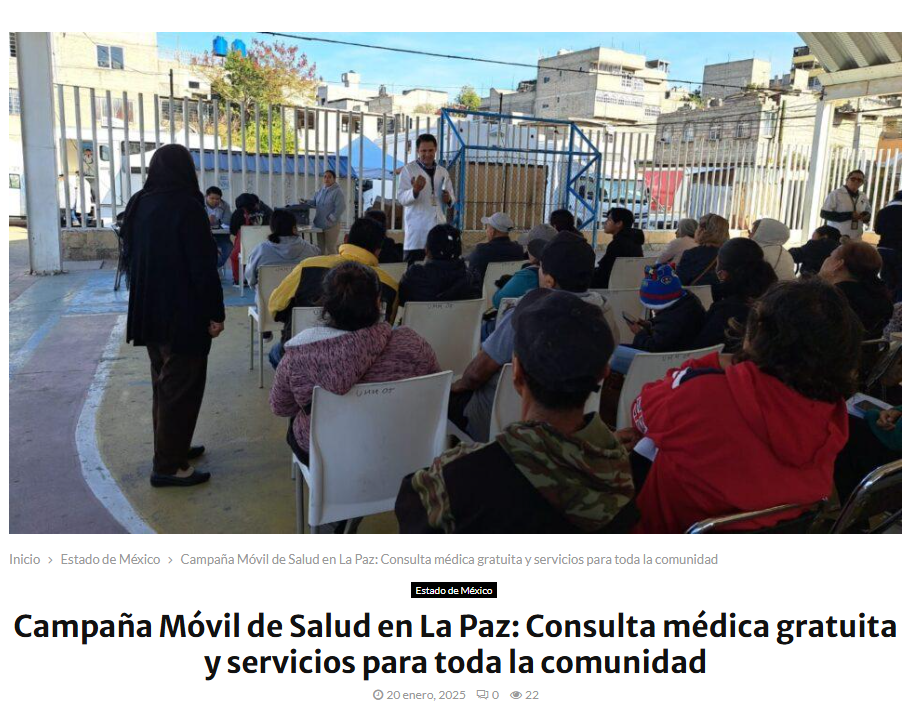 Inicio > Estado de México > Campaña Móvil de Salud en La Paz: Consulta médica gratuita y servicios para toda la comunidad
Estado de México
Campaña Móvil de Salud en La Paz: Consulta médica gratuita
y servicios para toda la comunidad
20 enero, 2025 0 22